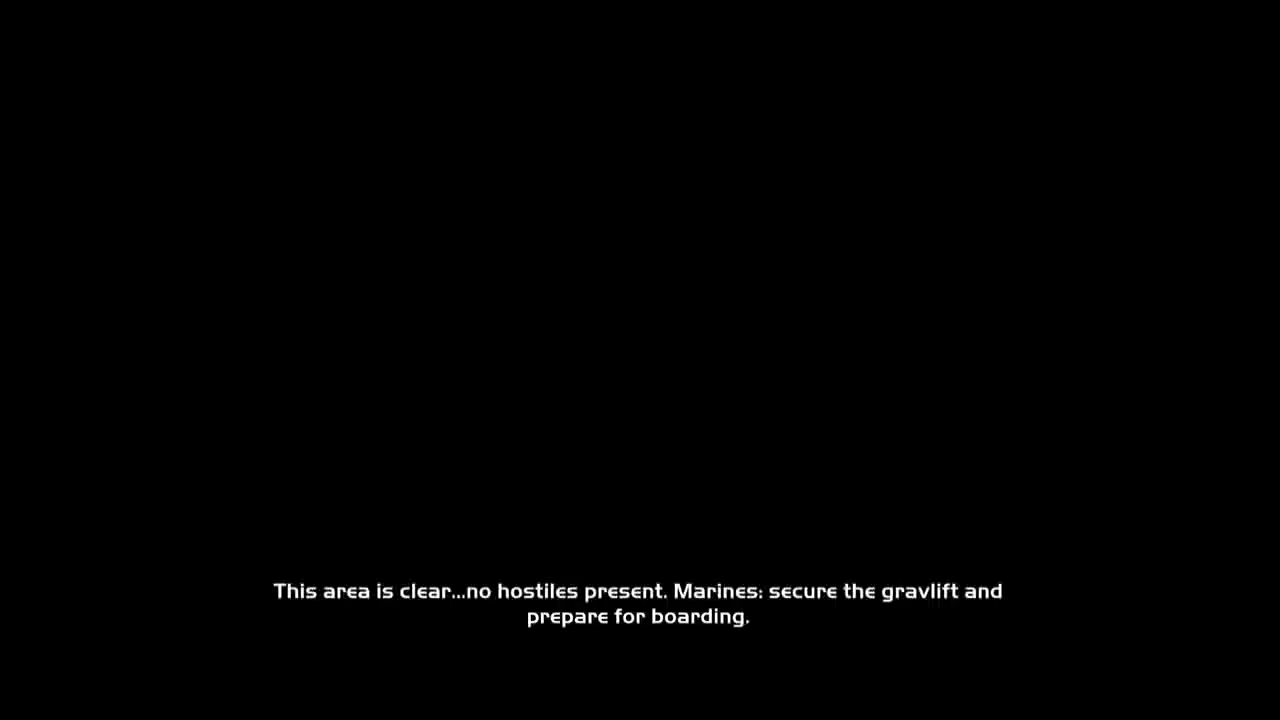 This area is clear...no hostiles present. Marines: secure the gravlift and
prepare for boarding.